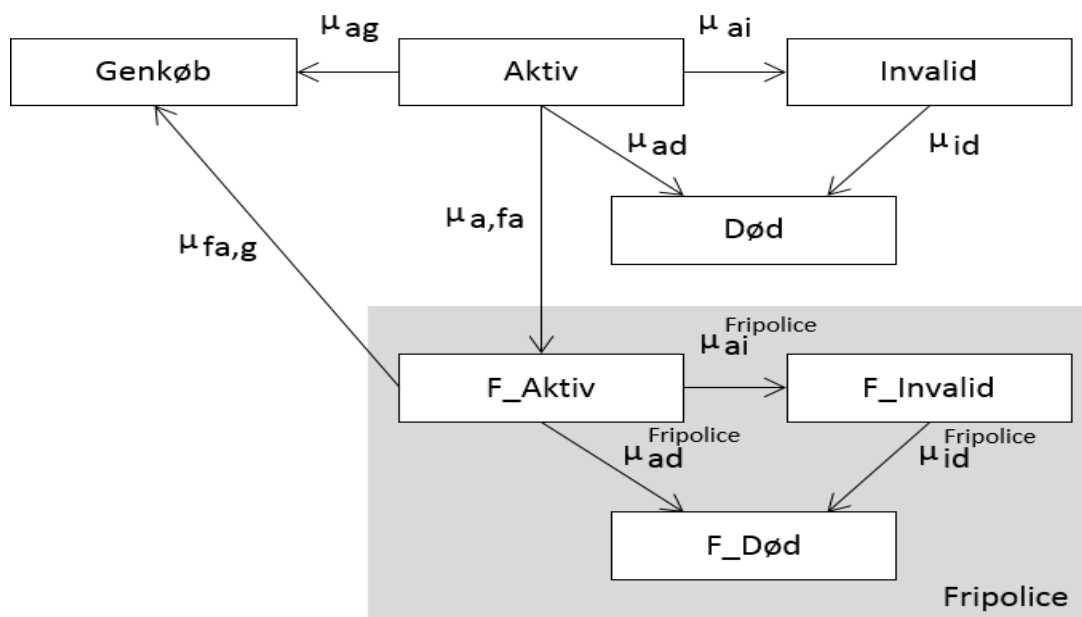 μ ag
μ ai
Genkøb
Aktiv
Invalid
μ ad
μ id
μ a,fa
Død
μ fa,g
μ ai Fripolice
F_Aktiv
F_Invalid
μ ad Fripolice
μ id Fripolice
F_Død
Fripolice